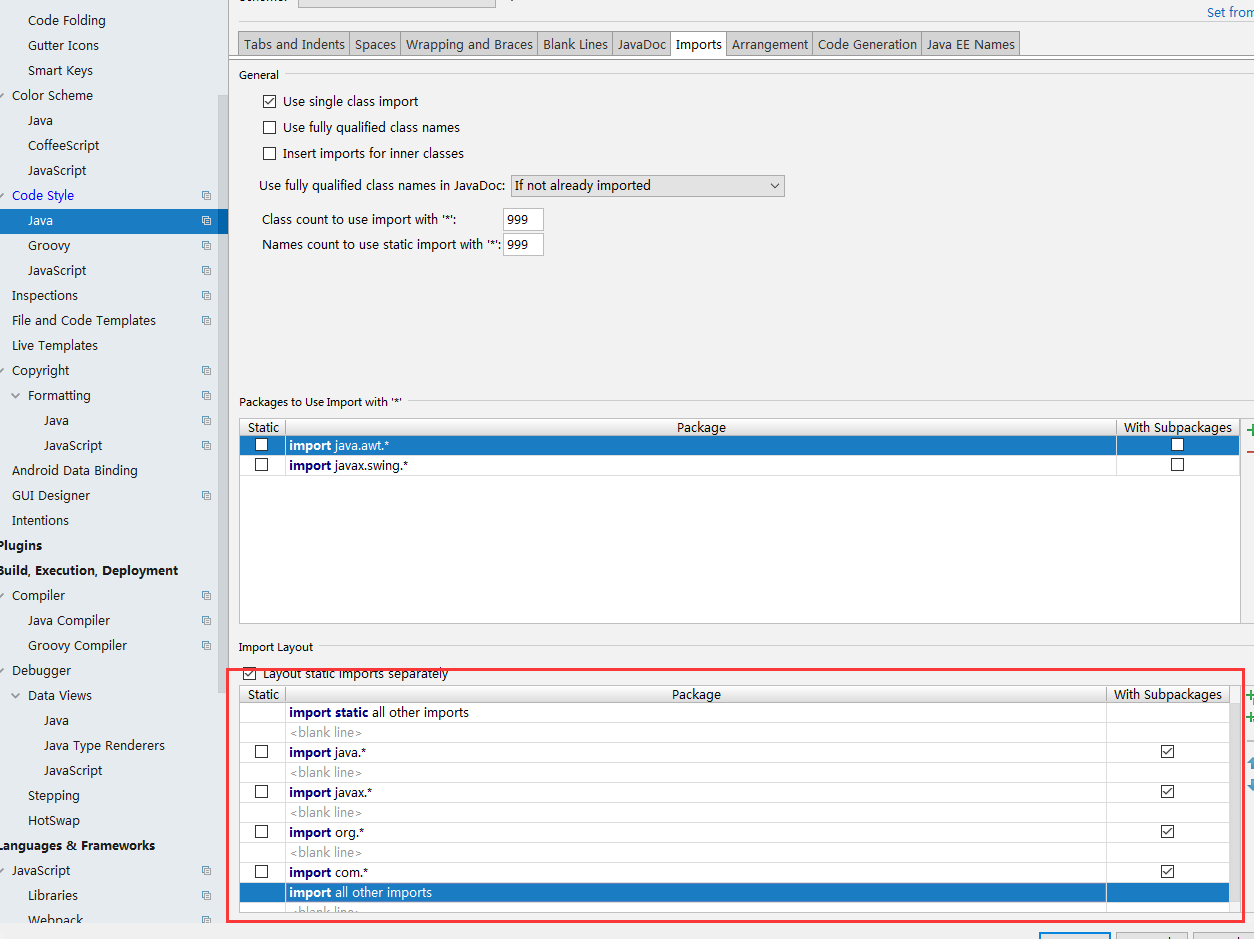 Code Folding
Gutter Icons
Smart Keys
Color Scheme
Java
CoffeeScript
JavaScript
Code Style
Java
Groovy
JavaScript
Inspections
File and Code Templates
Live Templates
Copyright
Formatting
Java
JavaScript
Android Data Binding
GUI Designer
Intentions
Plugins
Build, Execution, Deployment
Compiler
Java Compiler
Groovy Compiler
Debugger
Data Views
Java
Java Type Renderers
JavaScript
Stepping
HotSwap
Languages & Frameworks
JavaScript
Libraries
Webpack
Set from
Tabs and Indents Spaces Wrapping and Braces Blank Lines JavaDoc Imports Arrangement Code Generation Java EE Names
General
Use single class import
Use fully qualified class names
Insert imports for inner classes
Use fully qualified class names in JavaDoc: If not already imported
Class count to use import with '*': 999
Names count to use static import with '*': 999
Packages to Use Import with '*'
Static Package With Subpackages
import java.awt.*
import javax.swing.*
Import Layout
Layout static imports separately
Static Package With Subpackages
import static all other imports
<blank line>
import java.*
<blank line>
import javax.*
<blank line>
import org.*
<blank line>
import com.*
import all other imports
<blank line>